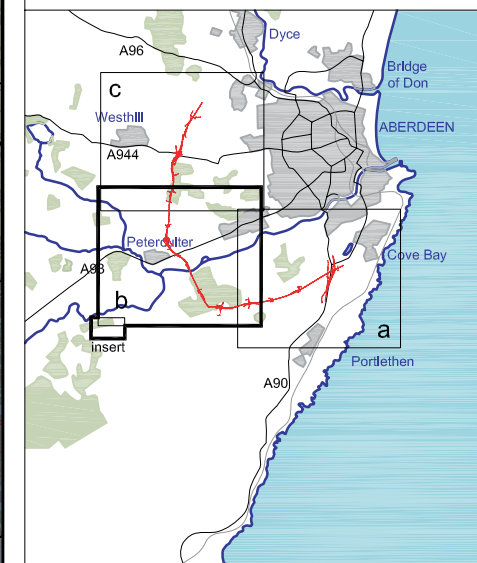 Dyce
A96
Bridge
of Don
c
Westhill
ABERDEEN
A944
Peterculter
Cove Bay
A93
b
a
insert
Portlethen
A90